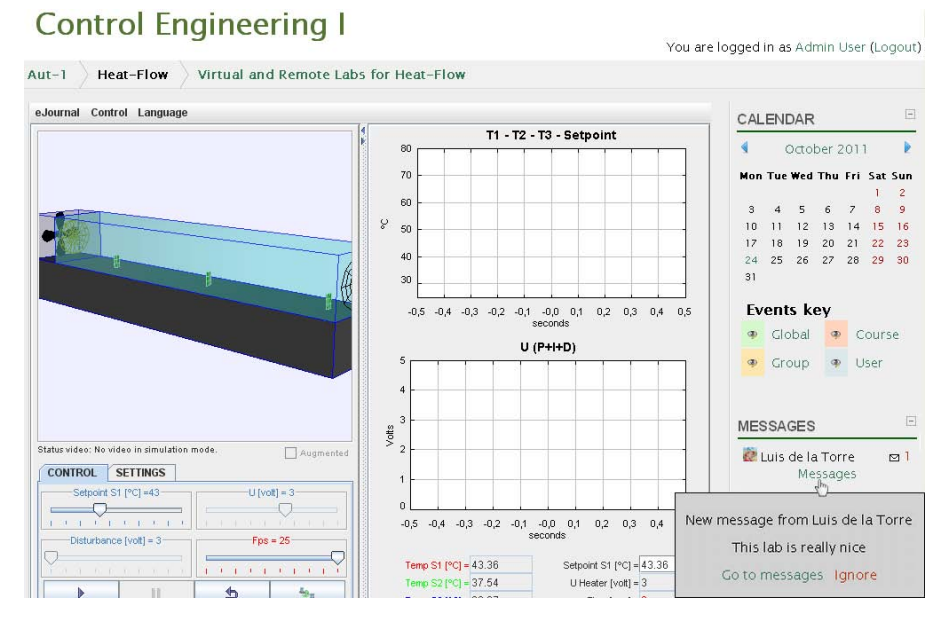 Control Engineering I
You are logged in as Admin User (Logout)
Aut-1 Heat-Flow Virtual and Remote Labs for Heat-Flow
eJournal Control Language
T1 - T2 - T3 - Setpoint
80
70
60
50
40
30
ºC
-0,5 -0,4 -0,3 -0,2 -0,1 -0,0 0,1 0,2 0,3 0,4 0,5
seconds
U (P+I+D)
5
4
3
2
1
0
Volts
-0,5 -0,4 -0,3 -0,2 -0,1 -0,0 0,1 0,2 0,3 0,4
seconds
Status video: No video in simulation mode.
Augmented
CONTROL SETTINGS
Setpoint S1 [ºC] =43
U [volt] = 3
Disturbance [volt] = 3
Fps = 25
Temp S1 [ºC] = 43.36
Setpoint S1 [ºC] = 43.36
Temp S2 [ºC] = 37.54
U Heater [volt] = 3
CALENDAR
October 2011
Mon Tue Wed Thu Fri Sat Sun
1 2
3 4 5 6 7 8 9
10 11 12 13 14 15 16
17 18 19 20 21 22 23
24 25 26 27 28 29 30
31
Events key
Global Course
Group User
MESSAGES
Luis de la Torre 1
Messages
New message from Luis de la Torre
This lab is really nice
Go to messages Ignore